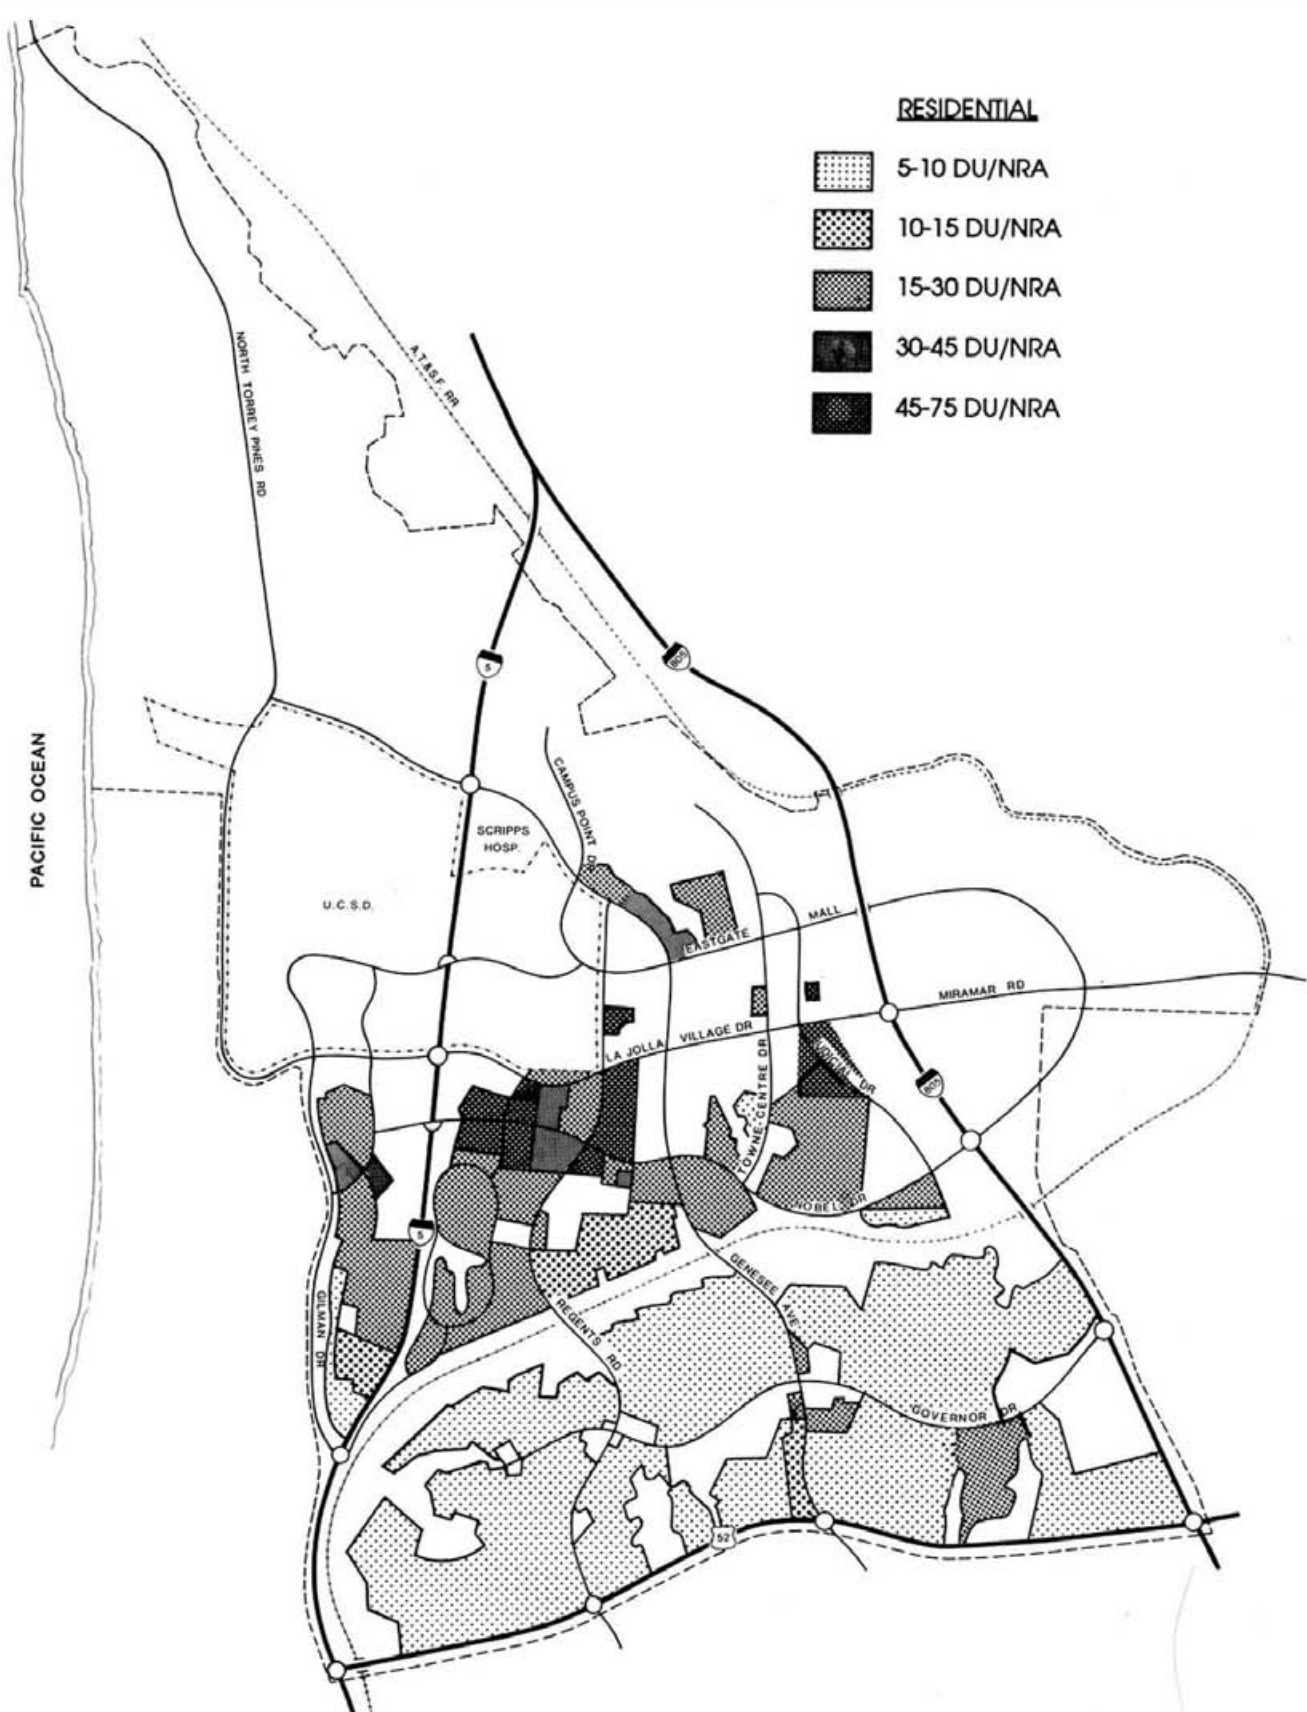 RESIDENTIAL
5-10 DU/NRA
10-15 DU/NRA
15-30 DU/NRA
30-45 DU/NRA
45-75 DU/NRA
NORTH TORREY PINES RD
A.T.&S.F. RR
5
805
PACIFIC OCEAN
CAMPUS POINT DR
SCRIPPS
HOSP.
U.C.S.D.
EASTGATE
MALL
MIRAMAR RD
LA JOLLA
VILLAGE DR
JUDICIAL DR
805
TOWNE-CENTRE DR
NOBEL DR
5
GENESEE AVE
GILMAN DR
REGENTS RD
GOVERNOR DR
52